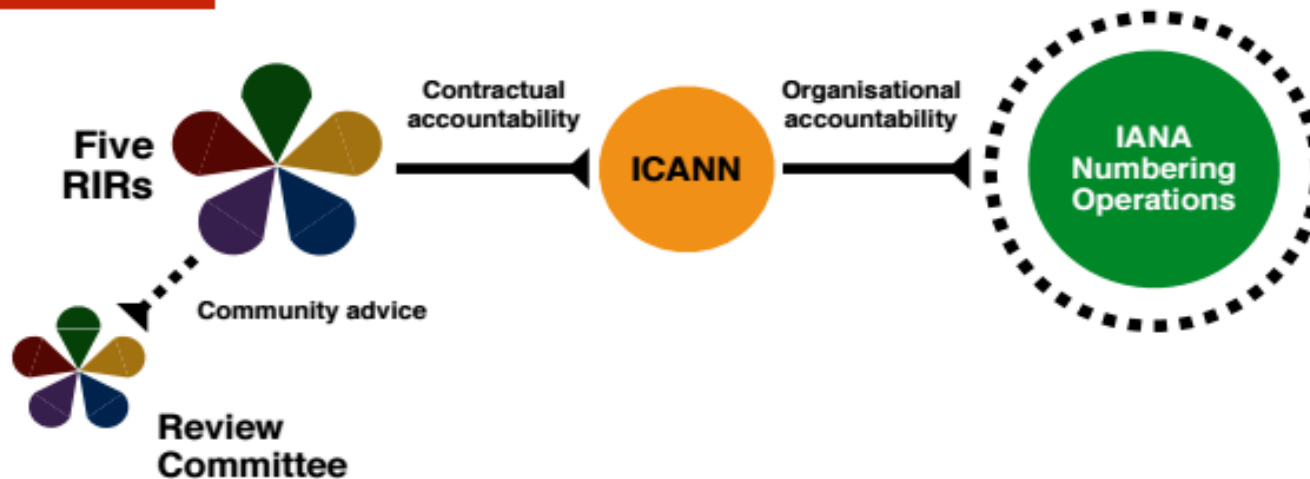 Five
RIRs
Contractual
accountability
ICANN
Organisational
accountability
IANA
Numbering
Operations
Community advice
Review
Committee